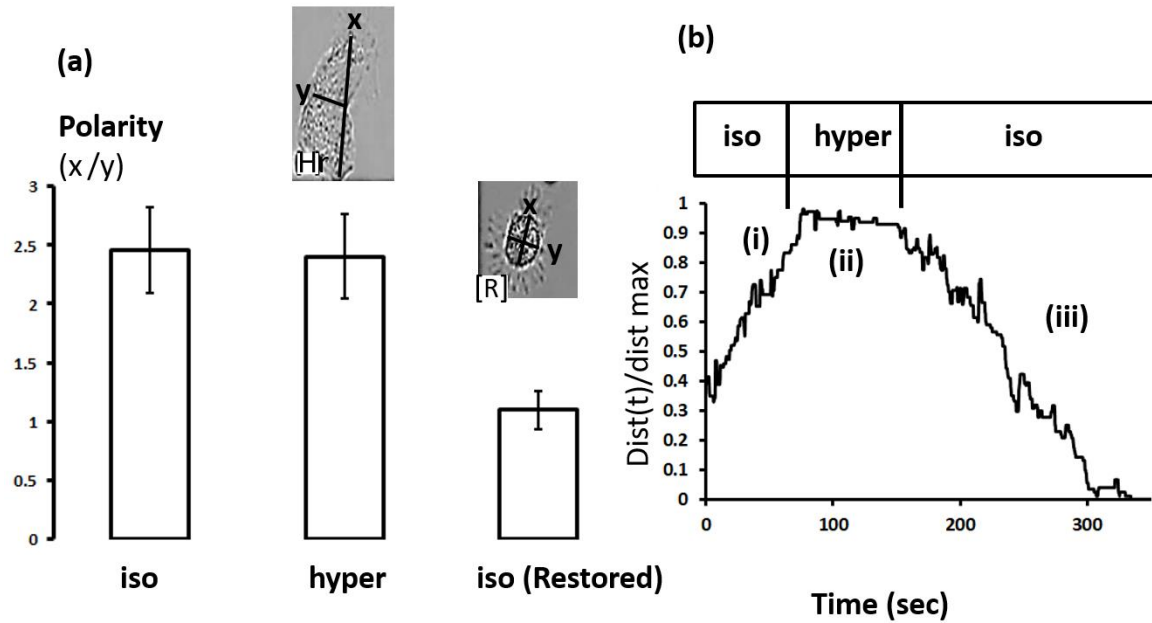 (a)
Polarity
(x /y)
3
2.5
2
1.5
1
0.5
0
iso
hyper
iso (Restored)
x
y
[H]r
x
y
[R]
(b)
iso
hyper
iso
Dist(t)/dist max
1
0.9
0.8
0.7
0.6
0.5
0.4
0.3
0.2
0.1
0
(i)
(ii)
(iii)
0
100
200
300
Time (sec)